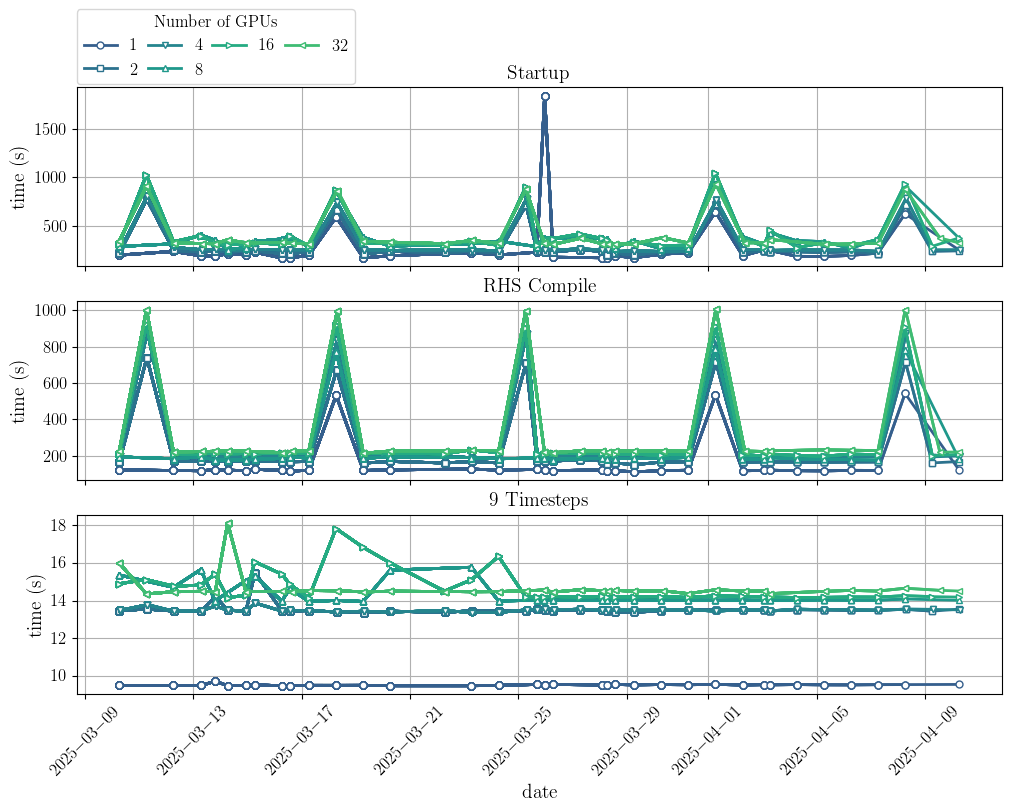 Number of GPUs
1 4 16 32
2 8
Startup
time (s)
1500
1000
500
RHS Compile
time (s)
1000
800
600
400
200
9 Timesteps
time (s)
18
16
14
12
10
2025−03−09 2025−03−13 2025−03−17 2025−03−21 2025−03−25 2025−03−29 2025−04−01 2025−04−05 2025−04−09
date